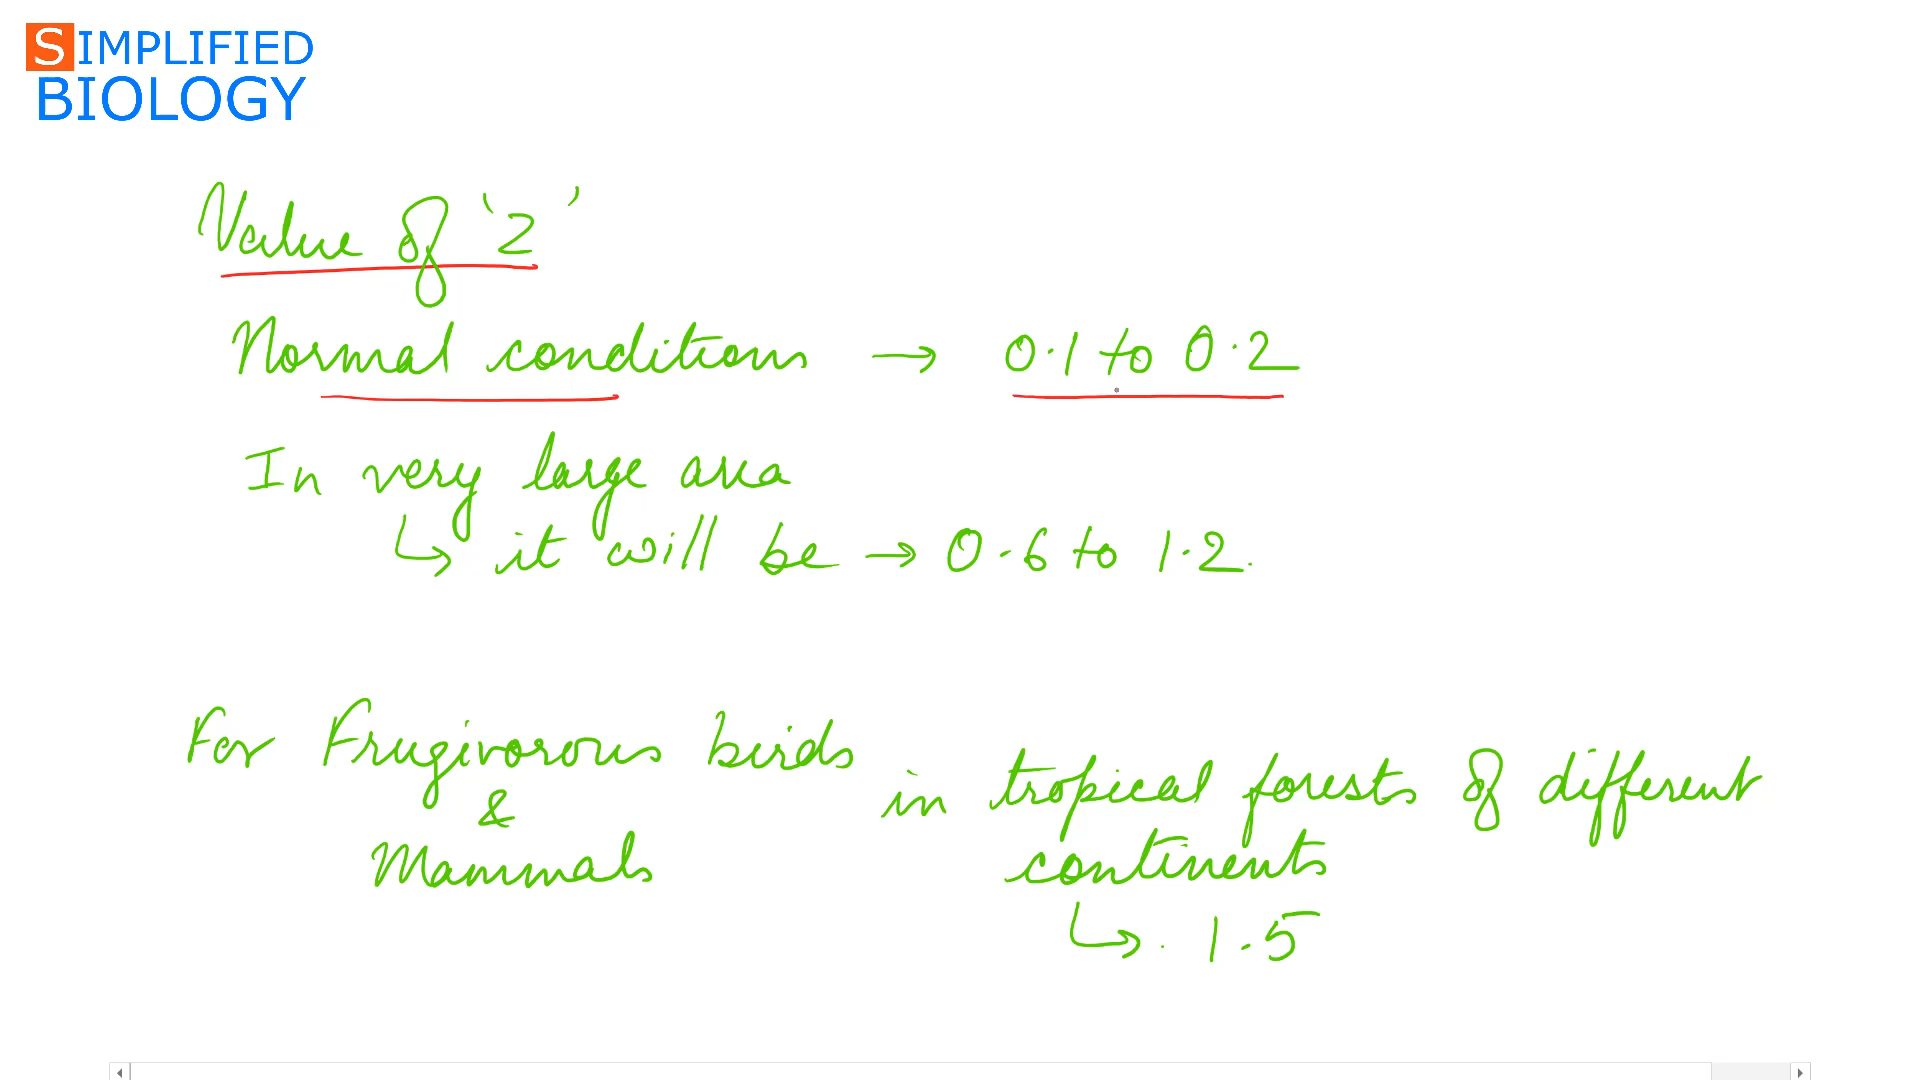 SIMPLIFIED
BIOLOGY
Value of 'Z'
Normal conditions → 0.1 to 0.2
In very large area
↳ it will be → 0.6 to 1.2.
For Frugivorous birds
&
Mammals
in tropical forests of different
continents
↳ . 1.5